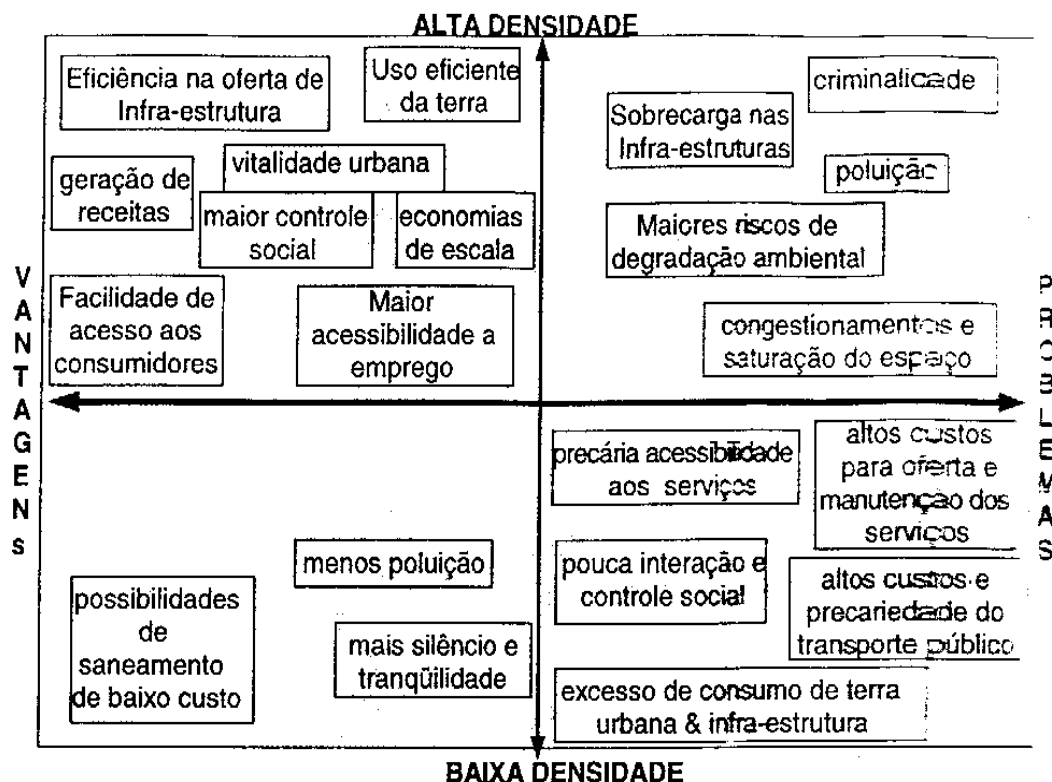 ALTA DENSIDADE
Eficiência na oferta de
Infra-estrutura
Uso eficiente
da terra
vitalidade urbana
geração de
receitas
maior controle
social
economias
de escala
Facilidade de
acesso aos
consumidores
Maior
acessibilidade a
emprego
criminalidade
Sobrecarga nas
Infra-estruturas
poluição
Maiores riscos de
degradação ambiental
congestionamentos e
saturação do espaço
VANTAGENs
PROBLEMAS
menos poluição
possibilidades
de
saneamento
de baixo custo
mais silêncio e
tranqüilidade
precária acessibilidade
aos serviços
altos custos
para oferta e
manutenção dos
serviços
pouca interação e
controle social
altos custos e
precariedade do
transporte público
excesso de consumo de terra
urbana & infra-estrutura
BAIXA DENSIDADE